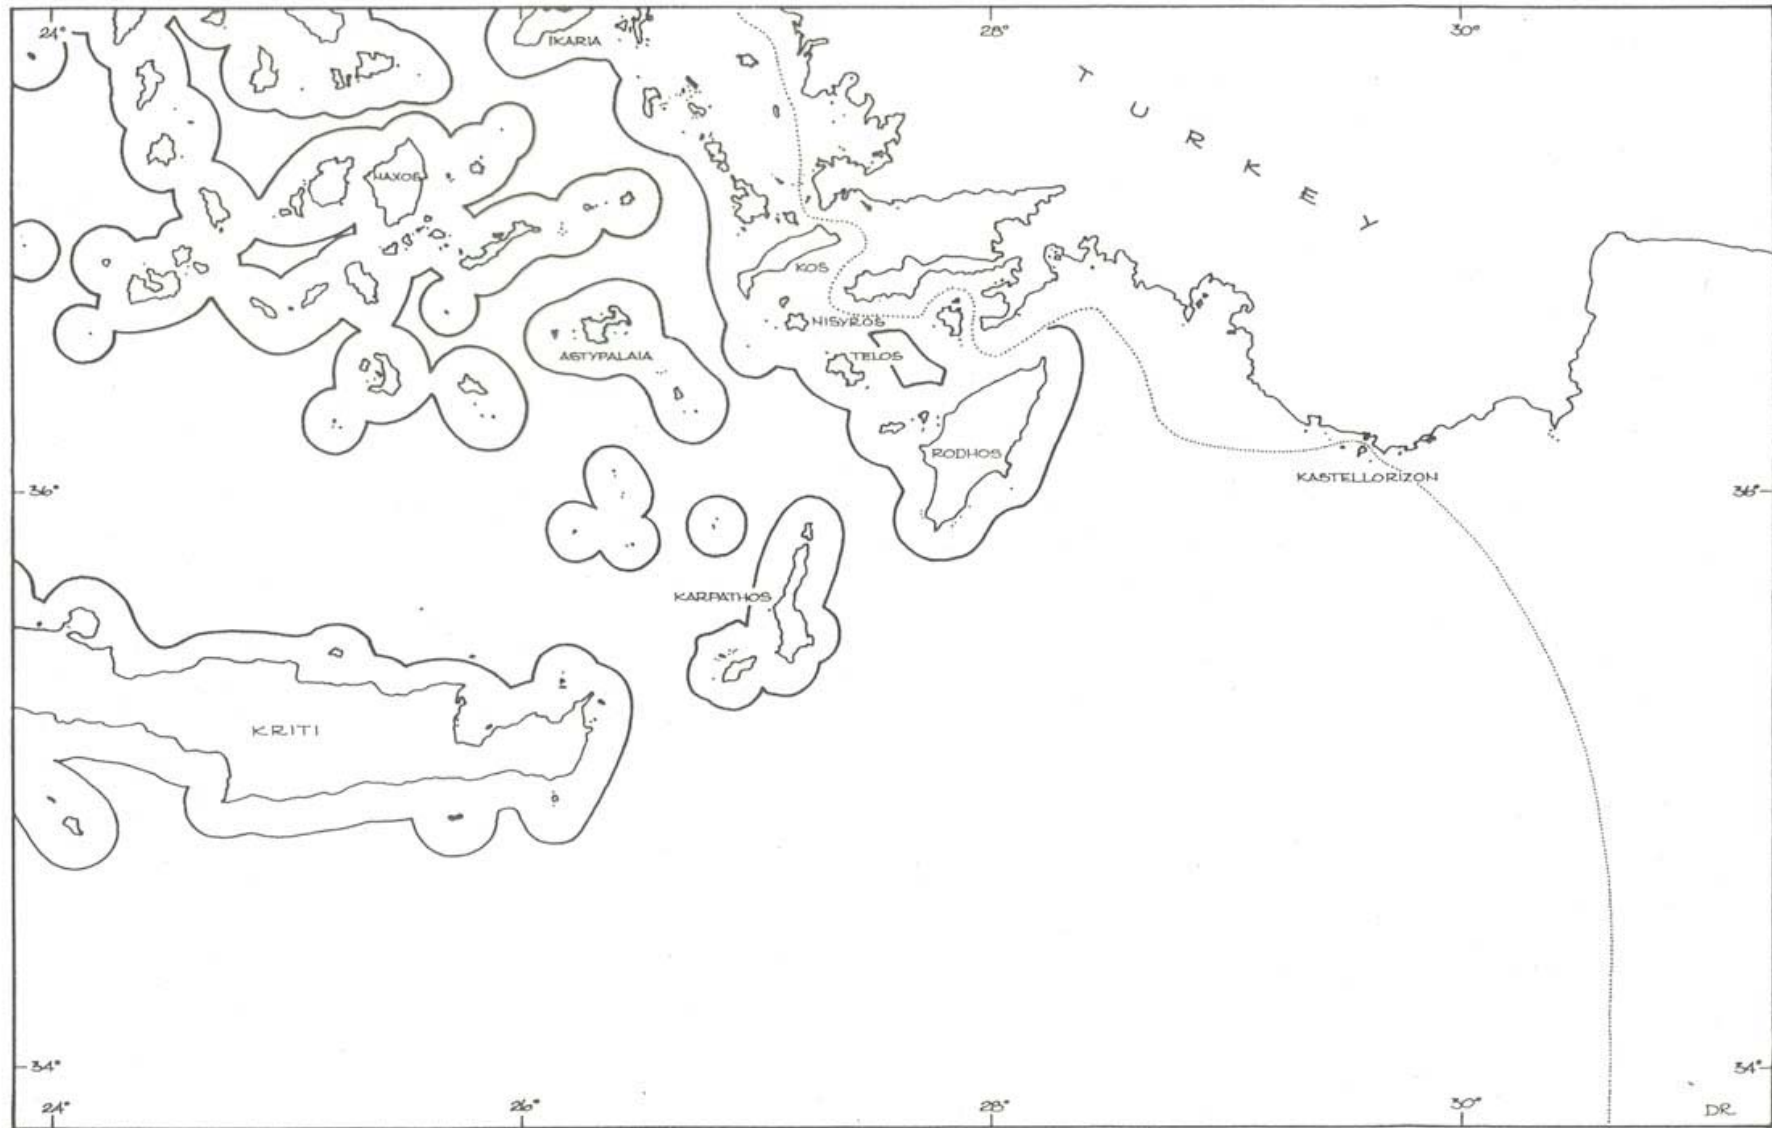 24°
28°
30°
IKARIA
TURKEY
NAXOS
KOS
NISYROS
ASTYPALAIA
TELOS
RODHOS
KASTELLORIZON
36°
36°
KARPATHOS
KRITI
34°
34°
24°
26°
28°
30°
DR